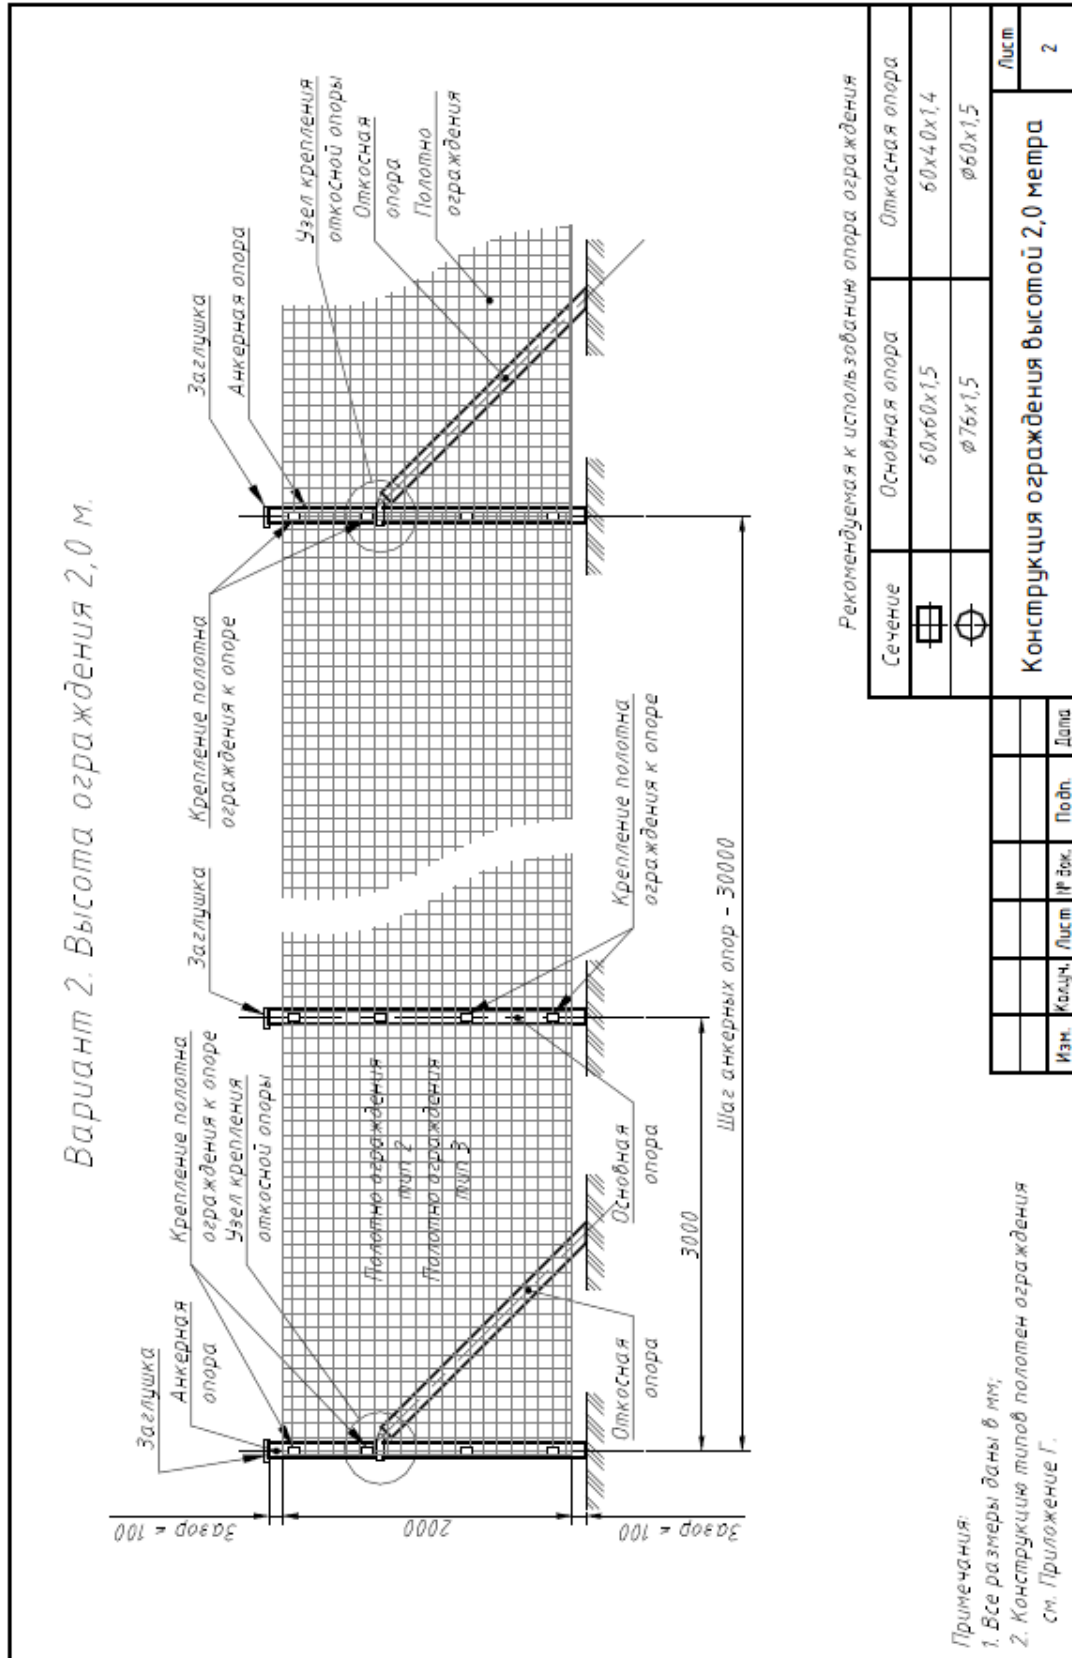 Вариант 2. Высота ограждения 2,0 м.
Заглушка
Анкерная
опора
Крепление полотна
ограждения к опоре
Узел крепления
откосной опоры
Заглушка
Крепление полотна
ограждения к опоре
Заглушка
Анкерная опора
Узел крепления
откосной опоры
Откосная
опора
Полотно
ограждения
Зазор ≤ 100
2000
Зазор ≤ 100
Полотно ограждения
тип 2
Полотно ограждения
тип 3
Откосная
опора
Основная
опора
Крепление полотна
ограждения к опоре
3000
Шаг анкерных опор - 30000
Примечания:
1. Все размеры даны в мм;
2. Конструкцию типов полотен ограждения
см. Приложение Г.
Рекомендуемая к использованию опора ограждения
Сечение Основная опора Откосная опора
60х60х1,5 60х40х1,4
ø76х1,5 ø60х1,5
Изм. Кол.уч. Лист № док. Подп. Дата
Конструкция ограждения высотой 2,0 метра
Лист
2